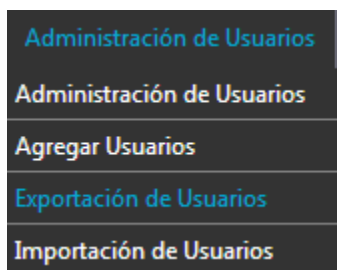 Administración de Usuarios
Administración de Usuarios
Agregar Usuarios
Exportación de Usuarios
Importación de Usuarios